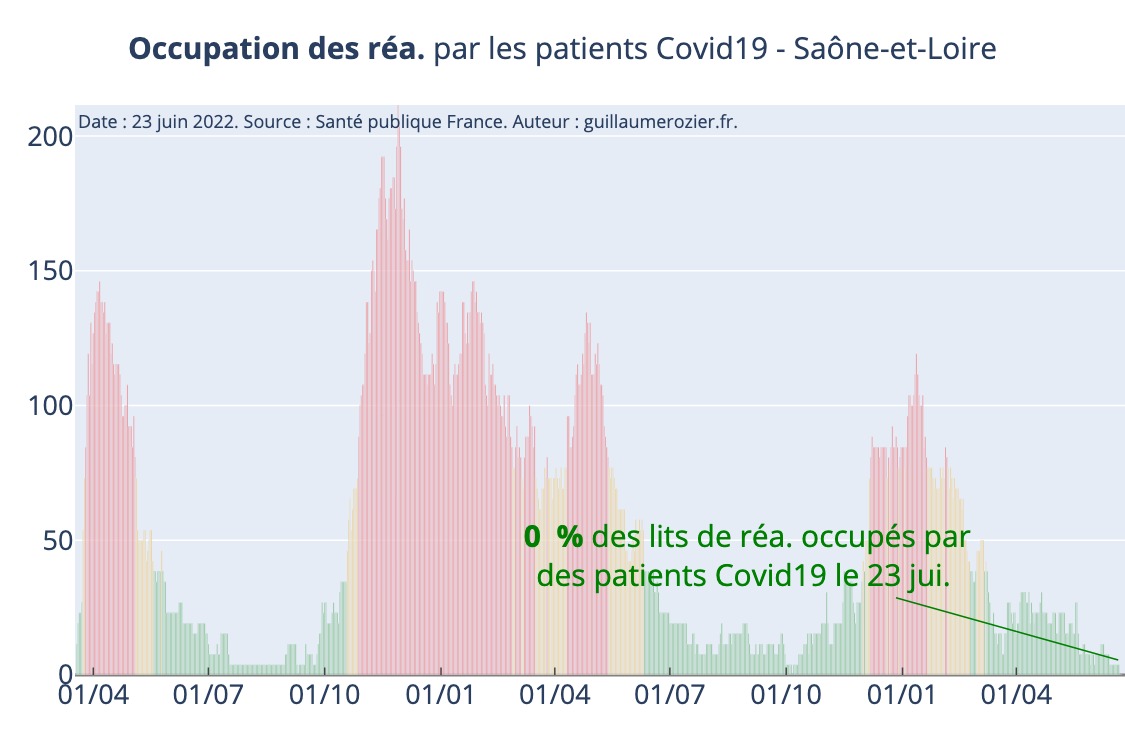 Occupation des réa. par les patients Covid19 - Saône-et-Loire
Date : 23 juin 2022. Source : Santé publique France. Auteur : guillaumerozier.fr.
200
150
100
50
0
0 % des lits de réa. occupés par
des patients Covid19 le 23 jui.
01/04 01/07 01/10 01/01 01/04 01/07 01/10 01/01 01/04